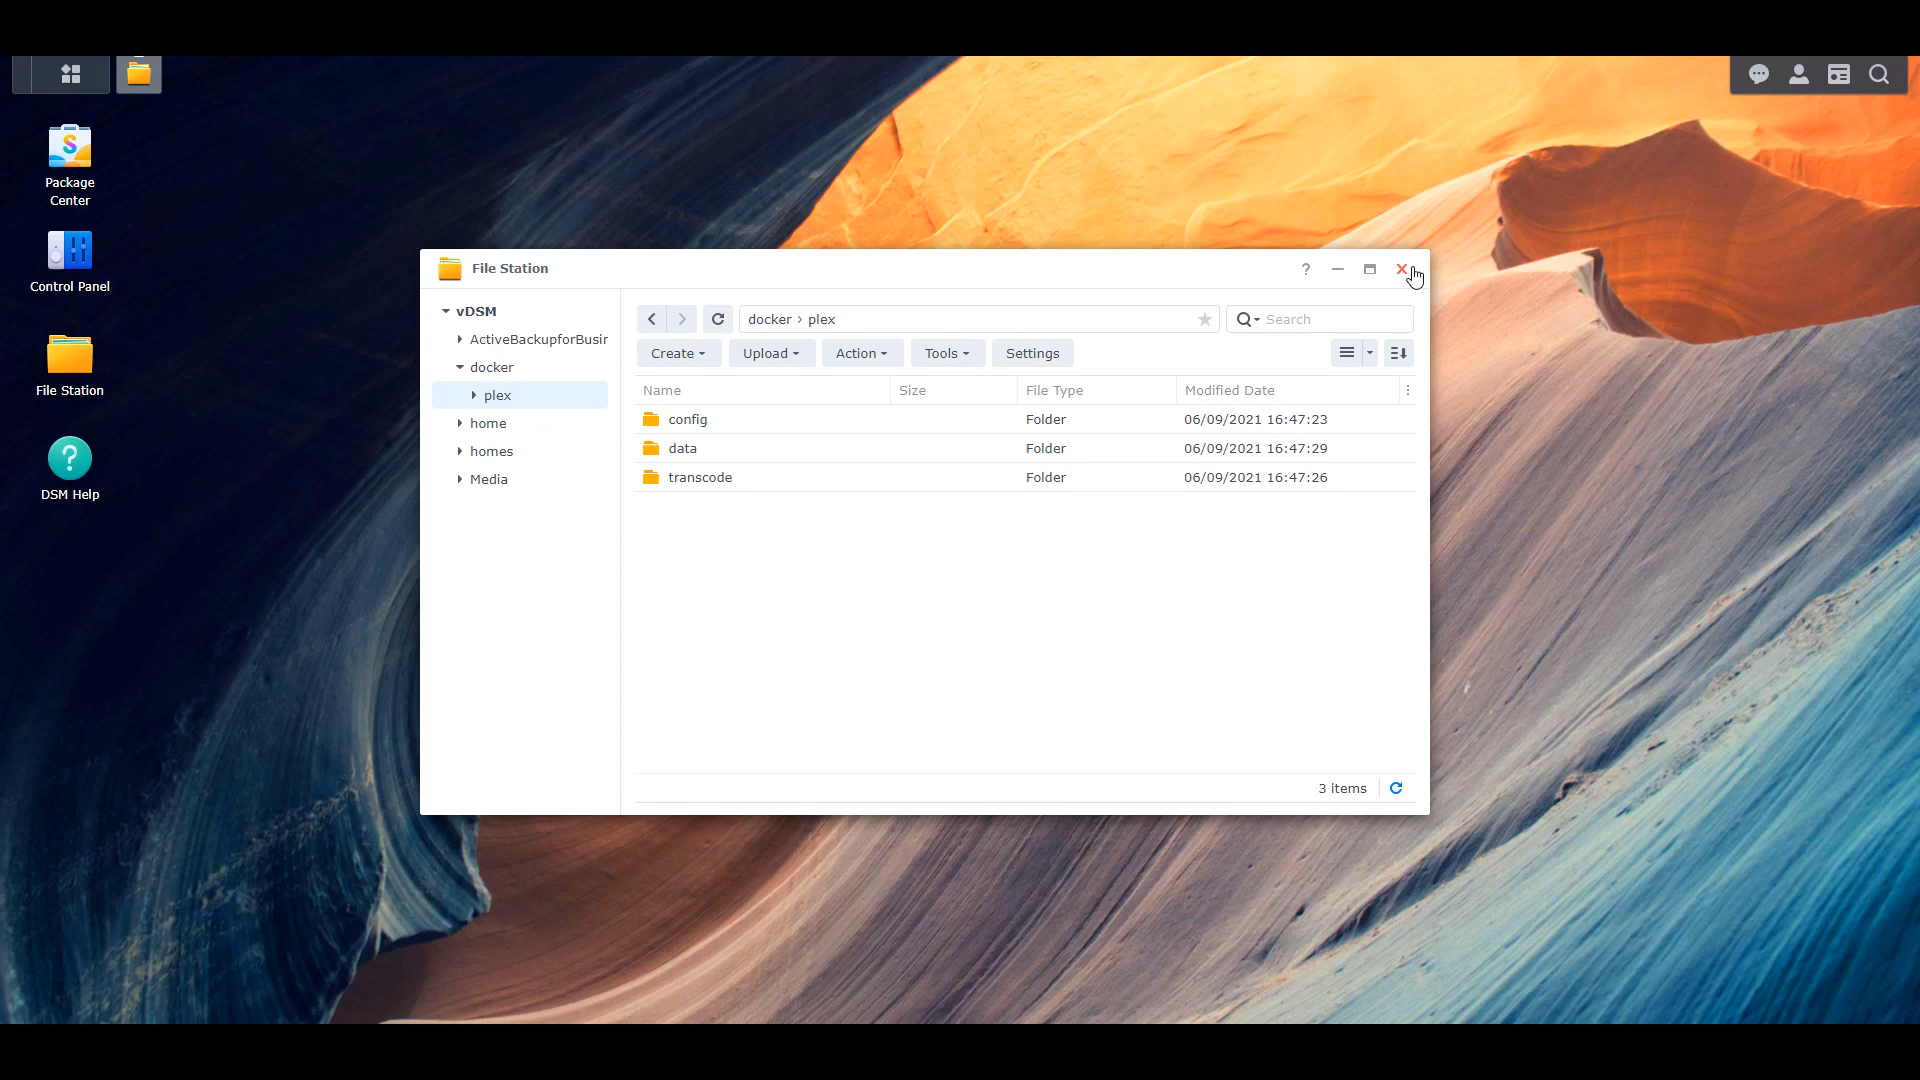 Package
Center
Control Panel
File Station
DSM Help
File Station
vDSM
ActiveBackupforBusir
docker
plex
home
homes
Media
docker › plex
Search
Create
Upload
Action
Tools
Settings
Name Size File Type Modified Date
config Folder 06/09/2021 16:47:23
data Folder 06/09/2021 16:47:29
transcode Folder 06/09/2021 16:47:26
3 items